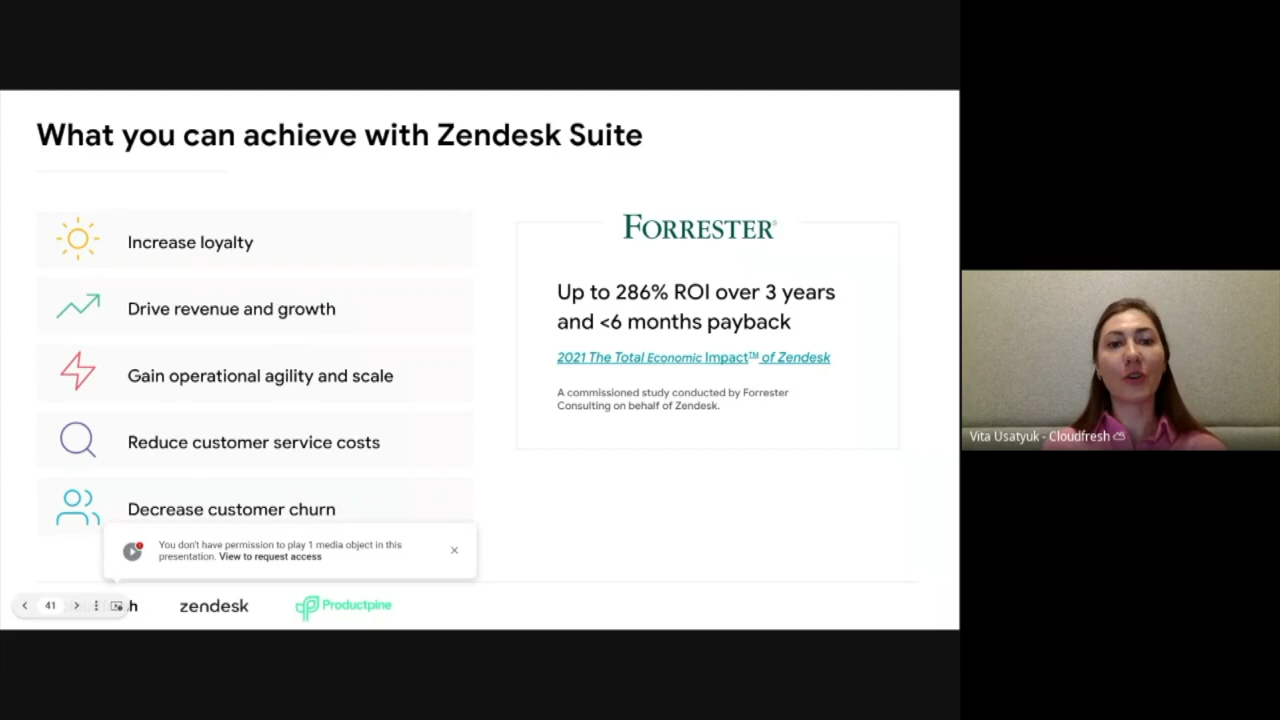 What you can achieve with Zendesk Suite
Increase loyalty
Drive revenue and growth
Gain operational agility and scale
Reduce customer service costs
Decrease customer churn
FORRESTER®
Up to 286% ROI over 3 years
and <6 months payback
2021 The Total Economic Impact™ of Zendesk
A commissioned study conducted by Forrester
Consulting on behalf of Zendesk.
You don't have permission to play 1 media object in this
presentation. View to request access
41
zendesk
Productpine
Vita Usatyuk - Cloudfresh